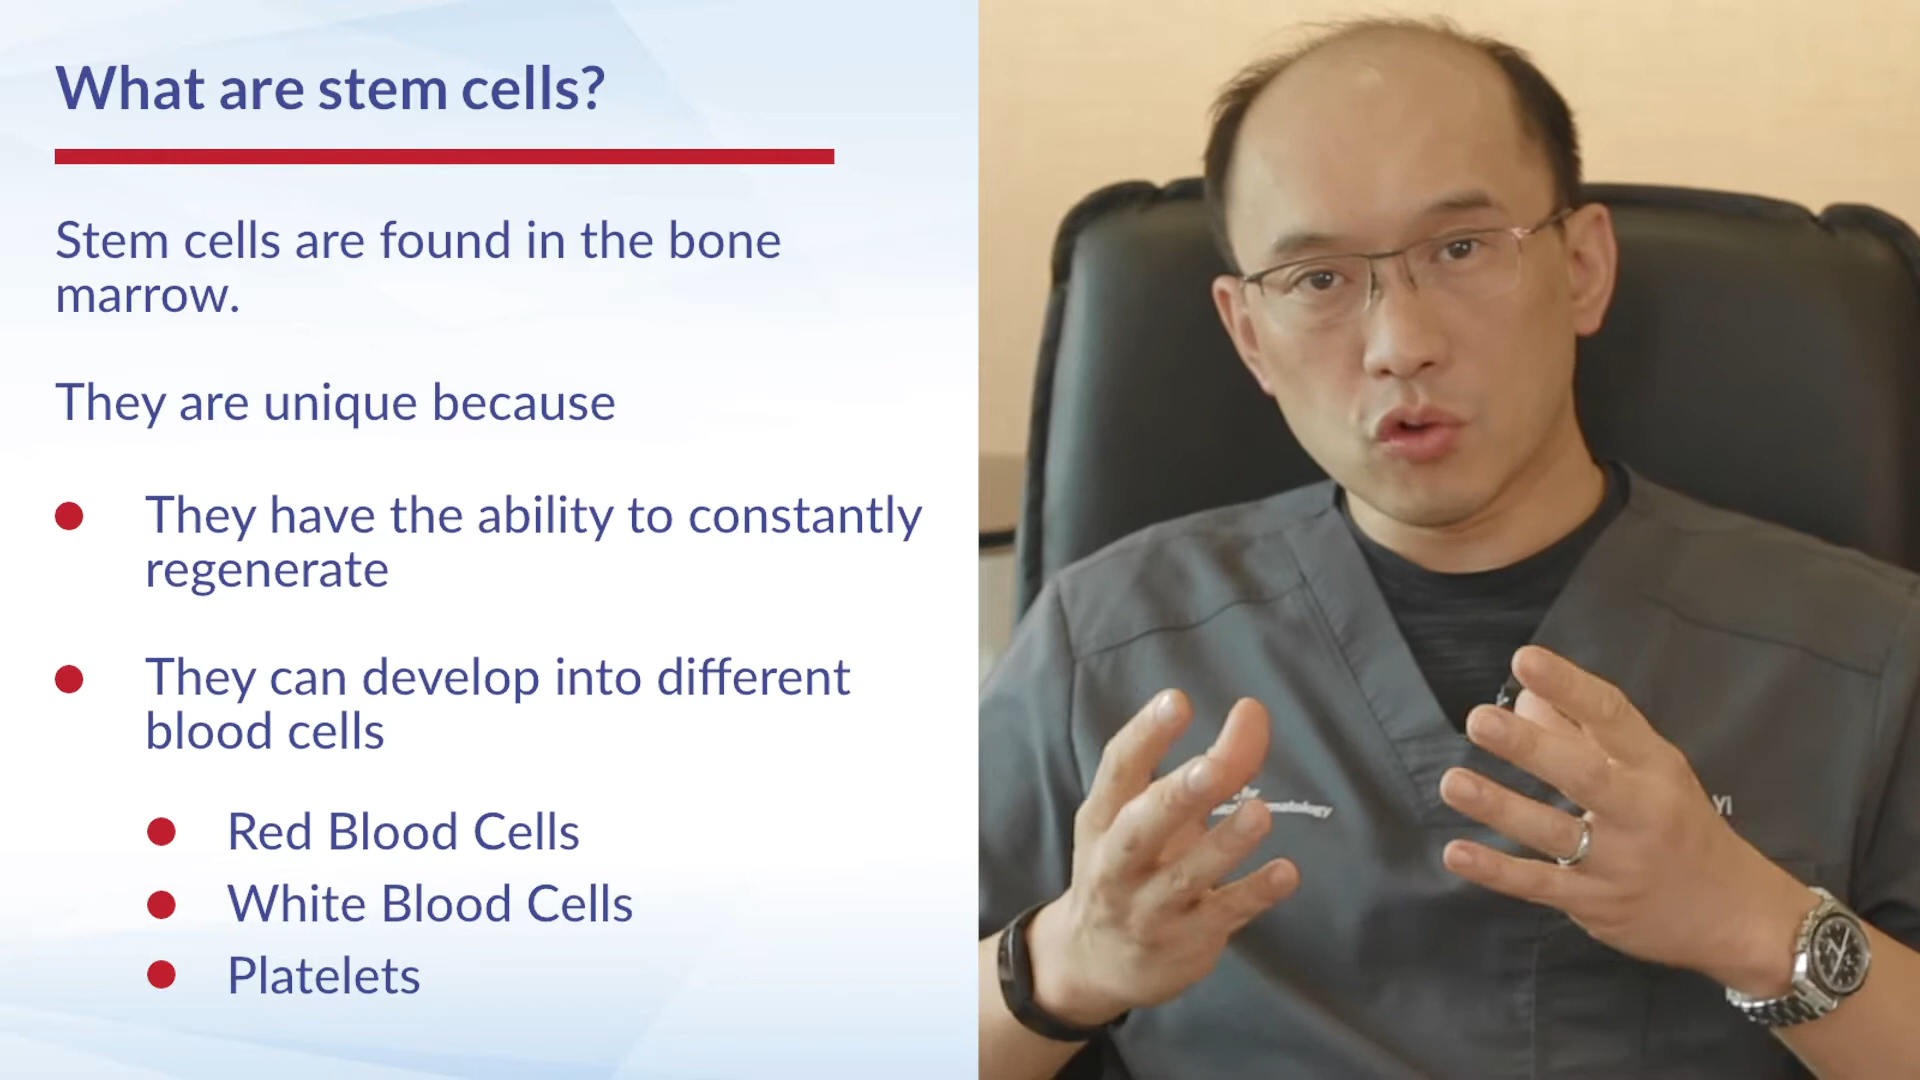 What are stem cells?
Stem cells are found in the bone
marrow.
They are unique because
They have the ability to constantly
regenerate
They can develop into different
blood cells
Red Blood Cells
White Blood Cells
Platelets
Yi